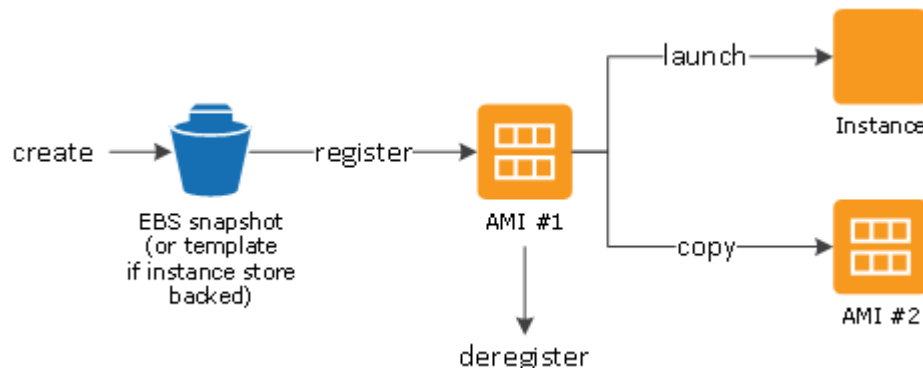 launch
Instance
create
register
EBS snapshot
(or template
if instance store
backed)
AMI #1
copy
AMI #2
deregister